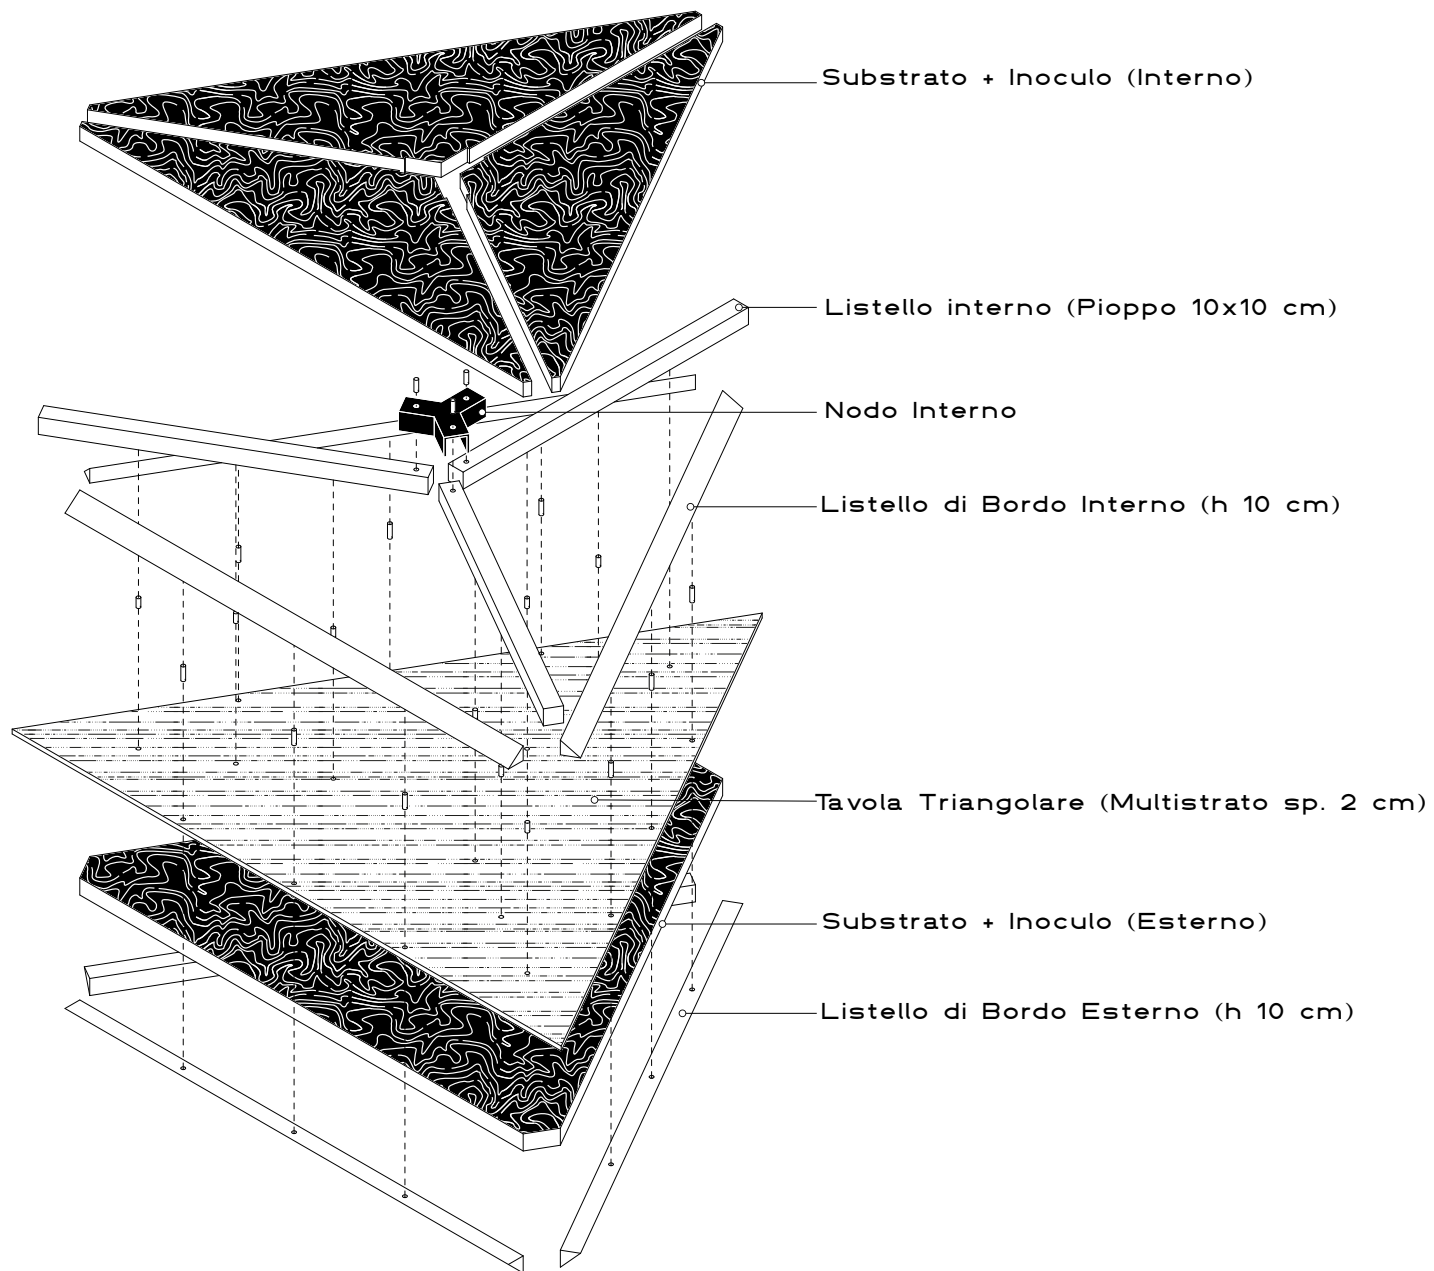 Substrato + Inoculo (Interno)
Listello interno (Pioppo 10x10 cm)
Nodo Interno
Listello di Bordo Interno (h 10 cm)
Tavola Triangolare (Multistrato sp. 2 cm)
Substrato + Inoculo (Esterno)
Listello di Bordo Esterno (h 10 cm)